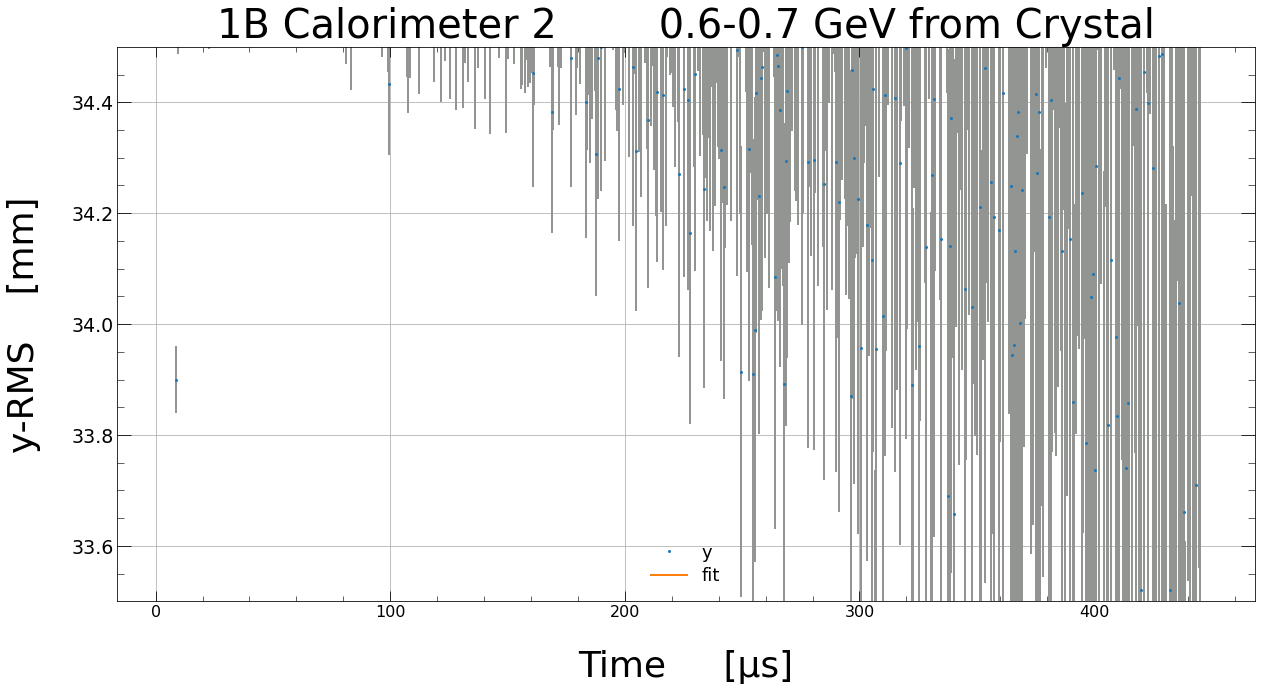 1B Calorimeter 2 0.6-0.7 GeV from Crystal
y-RMS [mm]
34.4
34.2
34.0
33.8
33.6
y
fit
0 100 200 300 400
Time [µs]